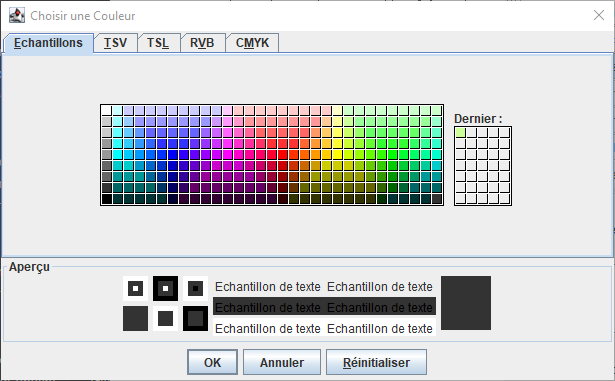 Choisir une Couleur
Echantillons TSV TSL RVB CMYK
Dernier :
Aperçu
Echantillon de texte Echantillon de texte
Echantillon de texte Echantillon de texte
Echantillon de texte Echantillon de texte
OK Annuler Réinitialiser